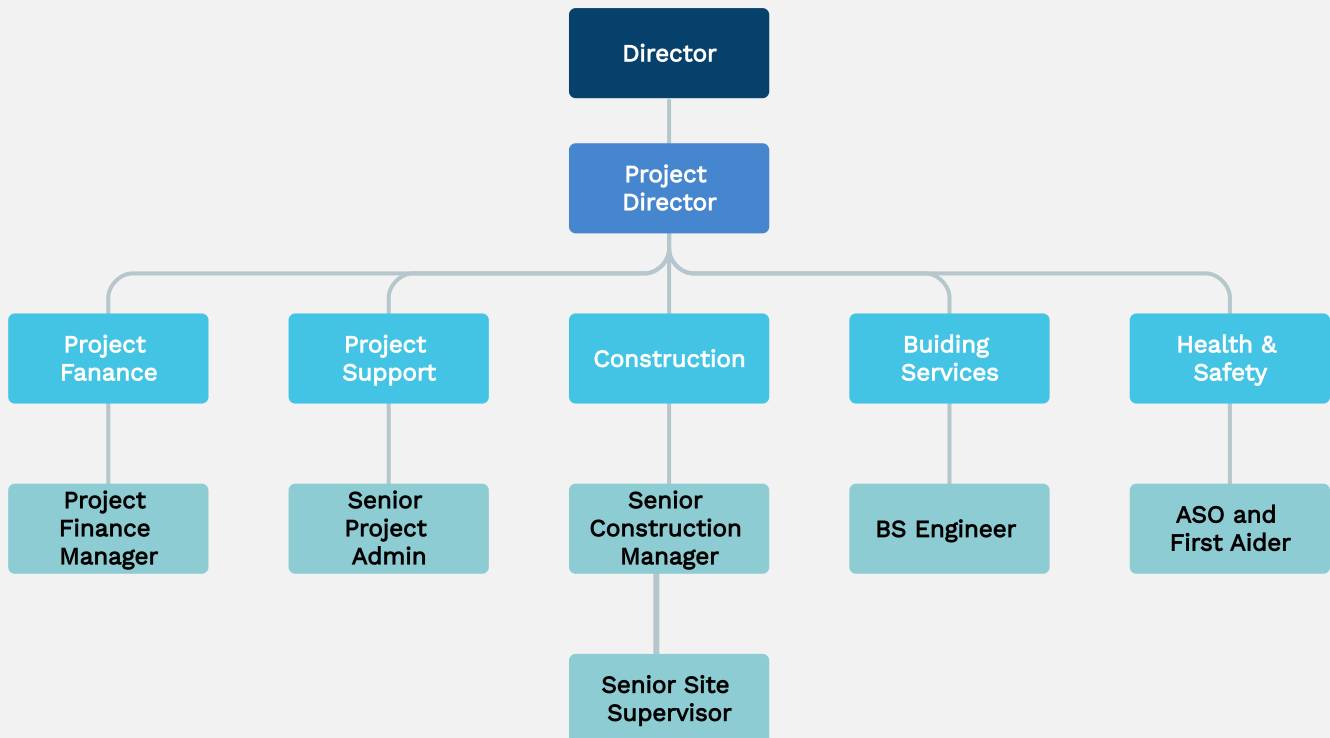 Director
Project
Director
Project
Fanance
Project
Support
Construction
Buiding
Services
Health &
Safety
Project
Finance
Manager
Senior
Project
Admin
Senior
Construction
Manager
BS Engineer
ASO and
First Aider
Senior Site
Supervisor